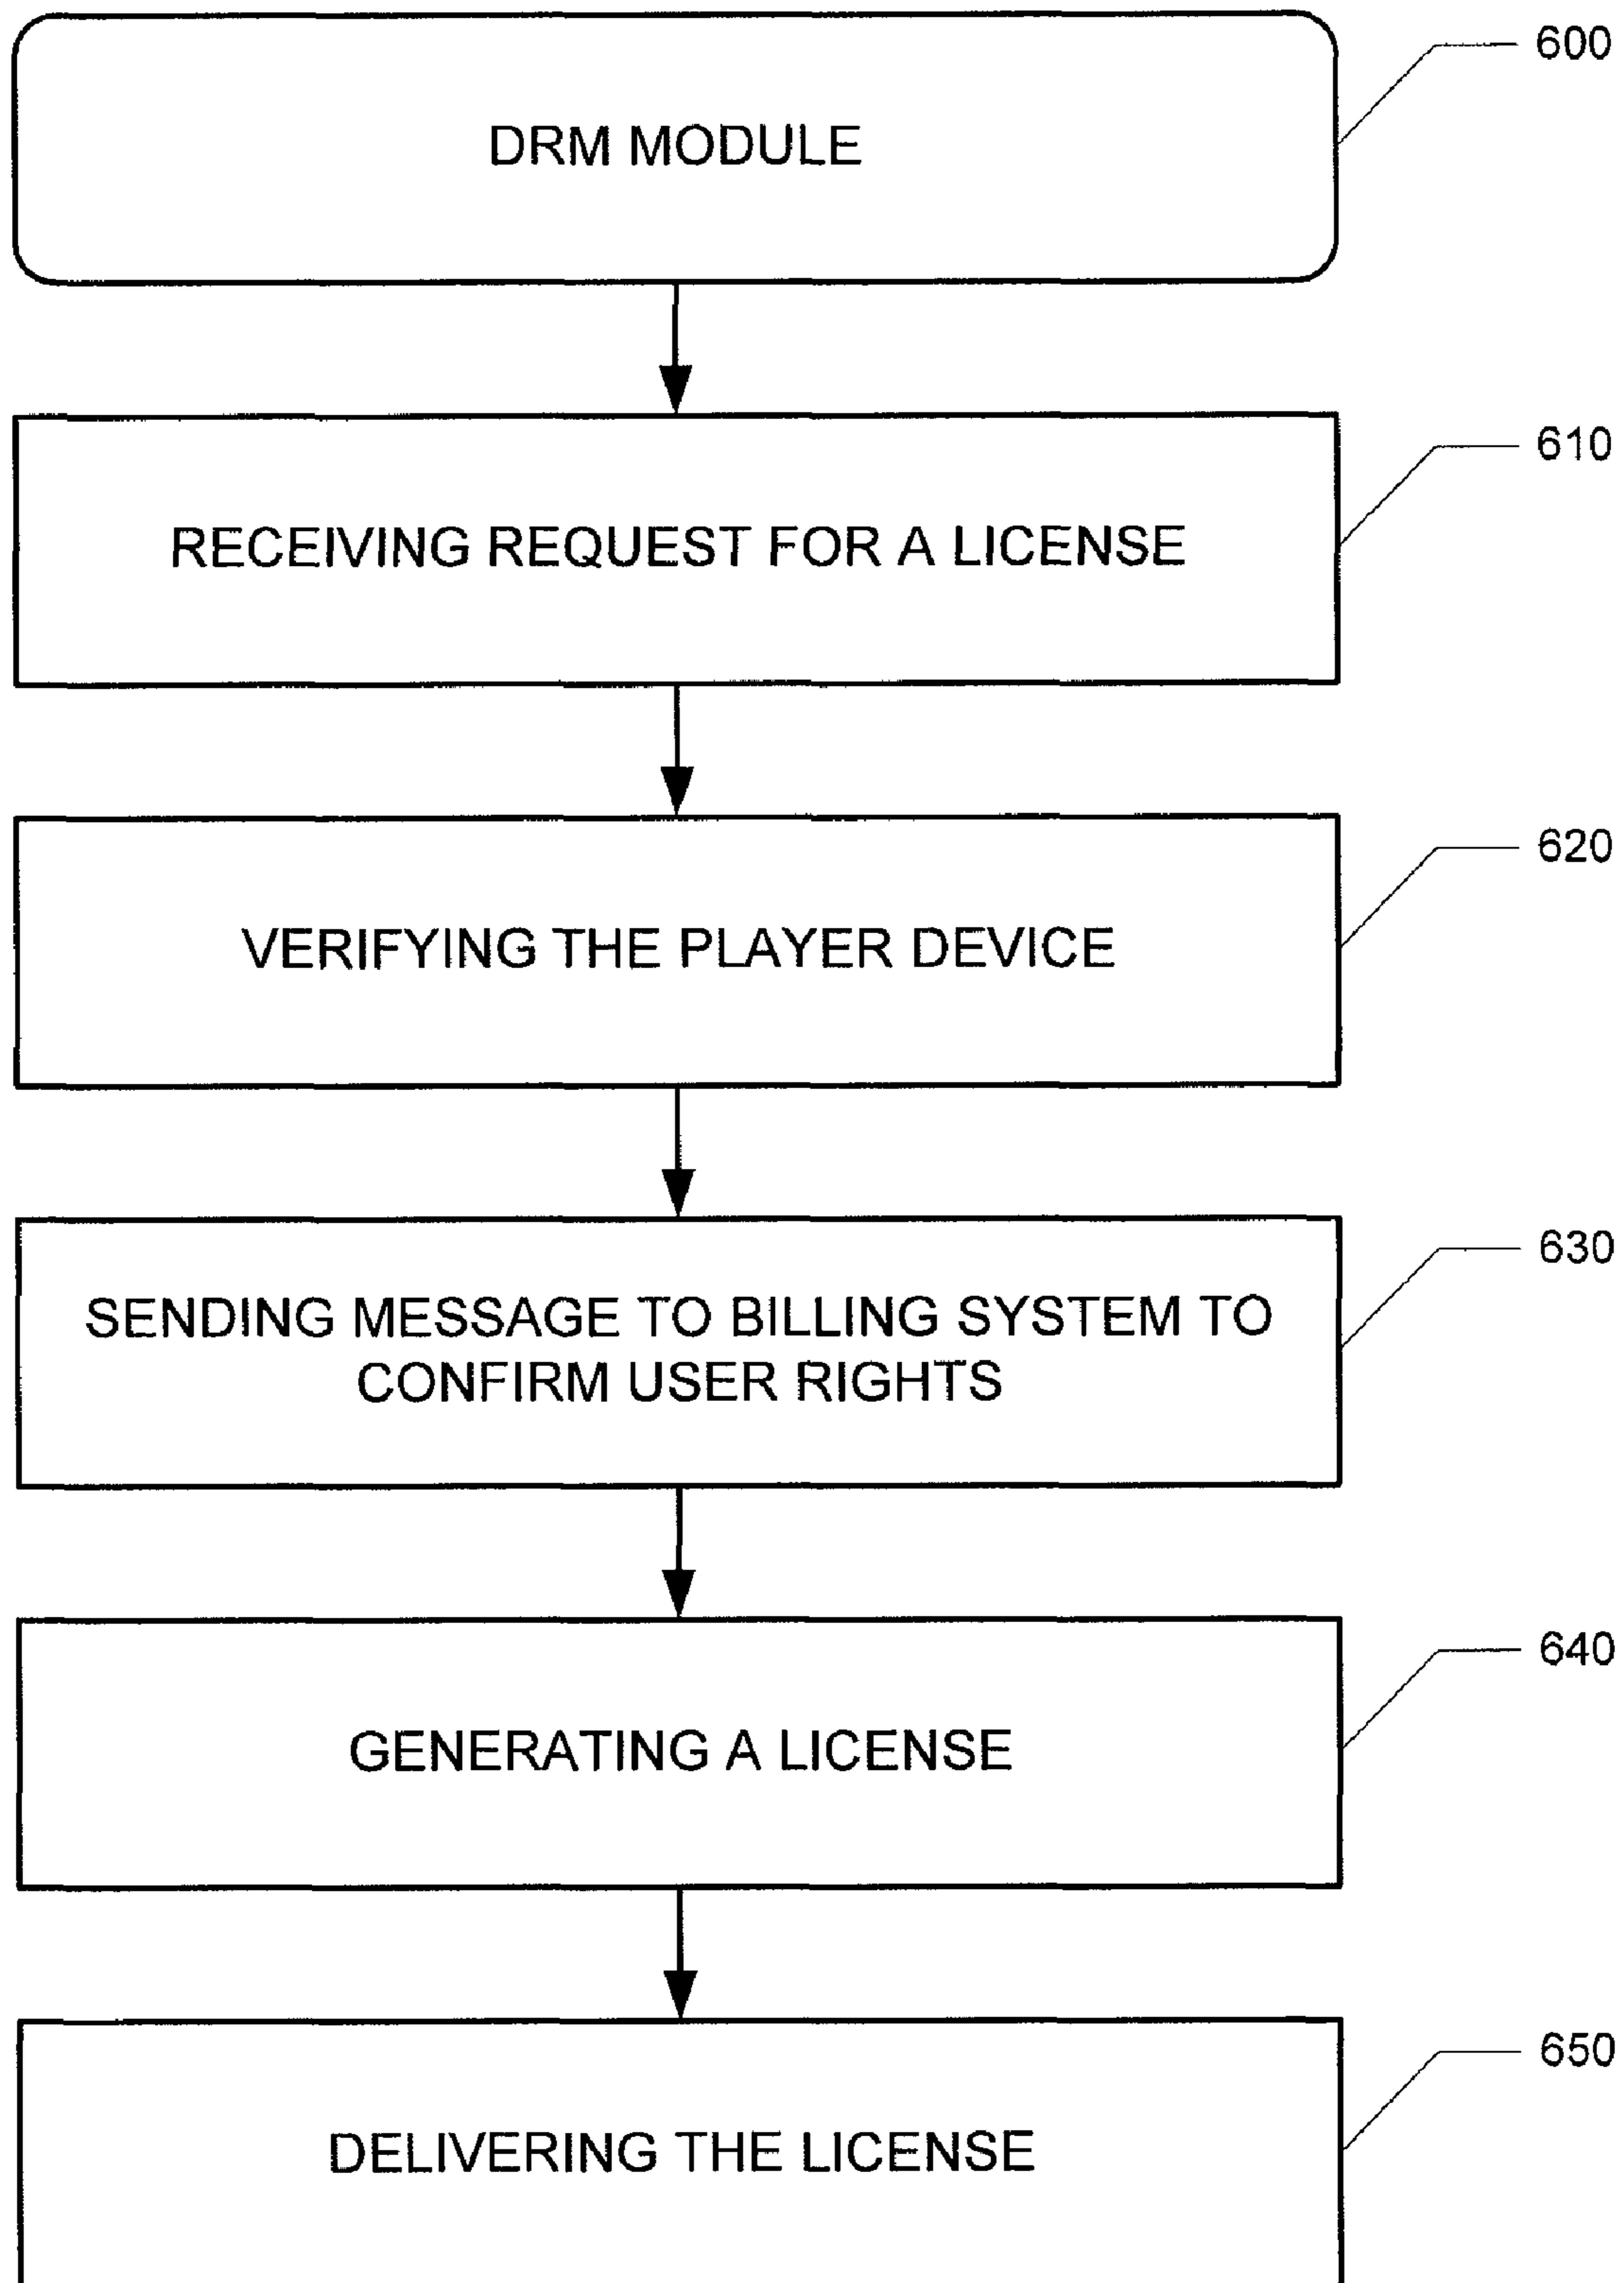 DRM MODULE
600
RECEIVING REQUEST FOR A LICENSE
610
VERIFYING THE PLAYER DEVICE
620
SENDING MESSAGE TO BILLING SYSTEM TO
CONFIRM USER RIGHTS
630
GENERATING A LICENSE
640
DELIVERING THE LICENSE
650